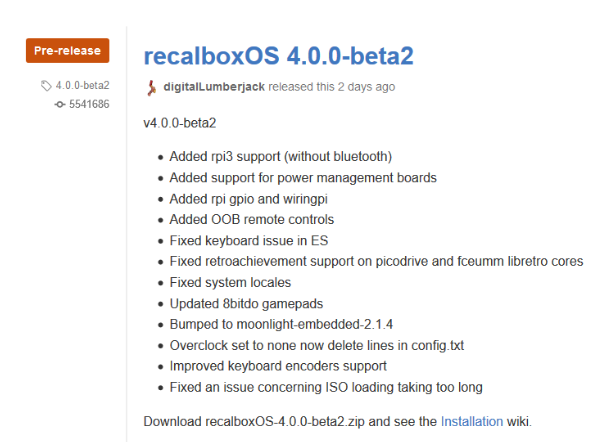 Pre-release
4.0.0-beta2
5541686
recalboxOS 4.0.0-beta2
digitalLumberjack released this 2 days ago
v4.0.0-beta2
• Added rpi3 support (without bluetooth)
• Added support for power management boards
• Added rpi gpio and wiringpi
• Added OOB remote controls
• Fixed keyboard issue in ES
• Fixed retroachievement support on picodrive and fceumm libretro cores
• Fixed system locales
• Updated 8bitdo gamepads
• Bumped to moonlight-embedded-2.1.4
• Overclock set to none now delete lines in config.txt
• Improved keyboard encoders support
• Fixed an issue concerning ISO loading taking too long
Download recalboxOS-4.0.0-beta2.zip and see the Installation wiki.